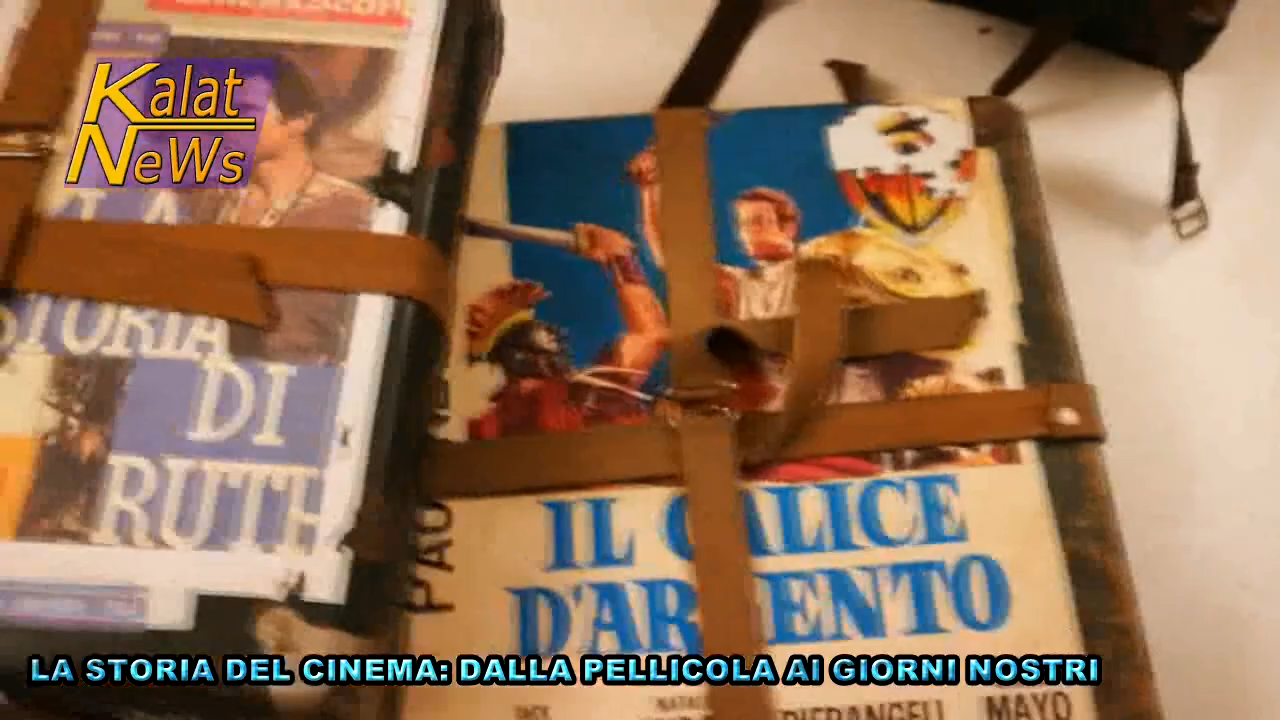 Kalat
NeWs
STORIA
DI
RUTH
IL CALICE
D'ARGENTO
PIERANGELI
MAYO
LA STORIA DEL CINEMA: DALLA PELLICOLA AI GIORNI NOSTRI